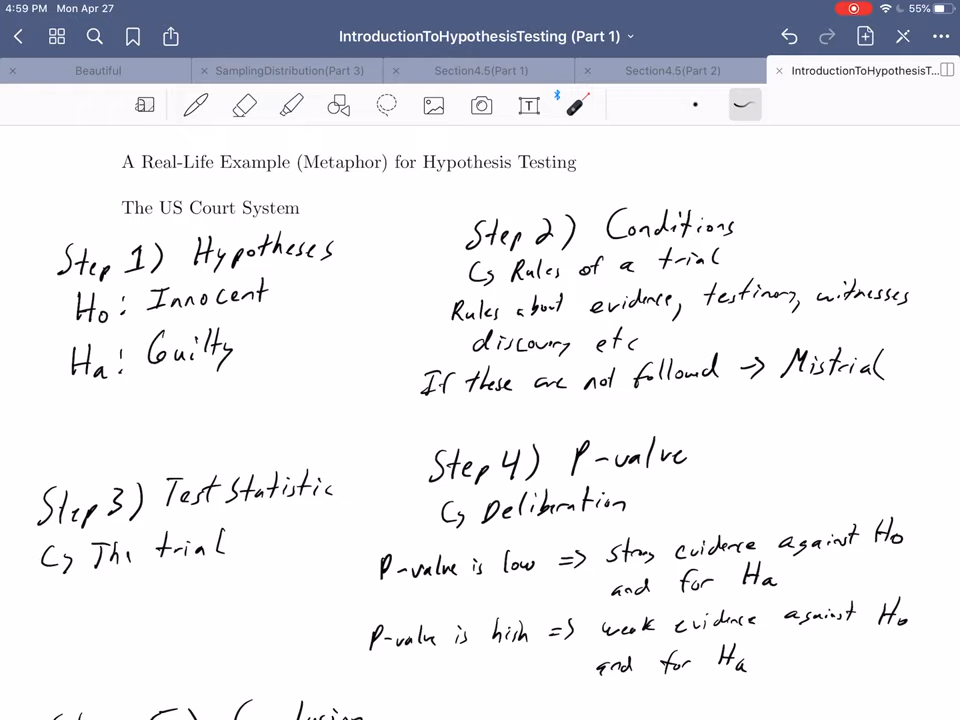 4:59 PM Mon Apr 27
55%
IntroductionToHypothesisTesting (Part 1)
Beautiful
SamplingDistribution(Part 3)
Section4.5(Part 1)
Section4.5(Part 2)
IntroductionToHypothesisT...
A Real-Life Example (Metaphor) for Hypothesis Testing
The US Court System
Step 1) Hypotheses
Ho: Innocent
Ha: Guilty
Step 2) Conditions
↳ Rules of a trial
Rules about evidence, testimony, witnesses
discovery etc
If these are not followed → Mistrial
Step 3) Test Statistic
↳ The trial
Step 4) P-value
↳ Deliberation
P-value is low => strong evidence against Ho
and for Ha
P-value is high => weak evidence against Ho
and for Ha
Step 5) Conclusion